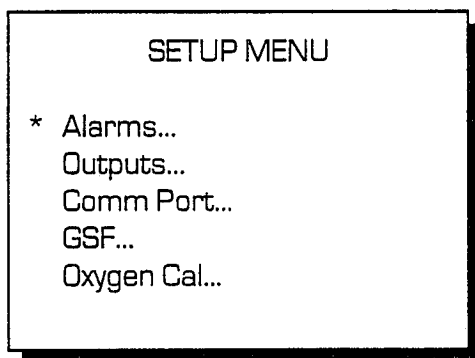 SETUP MENU
* Alarms...
Outputs...
Comm Port...
GSF...
Oxygen Cal...